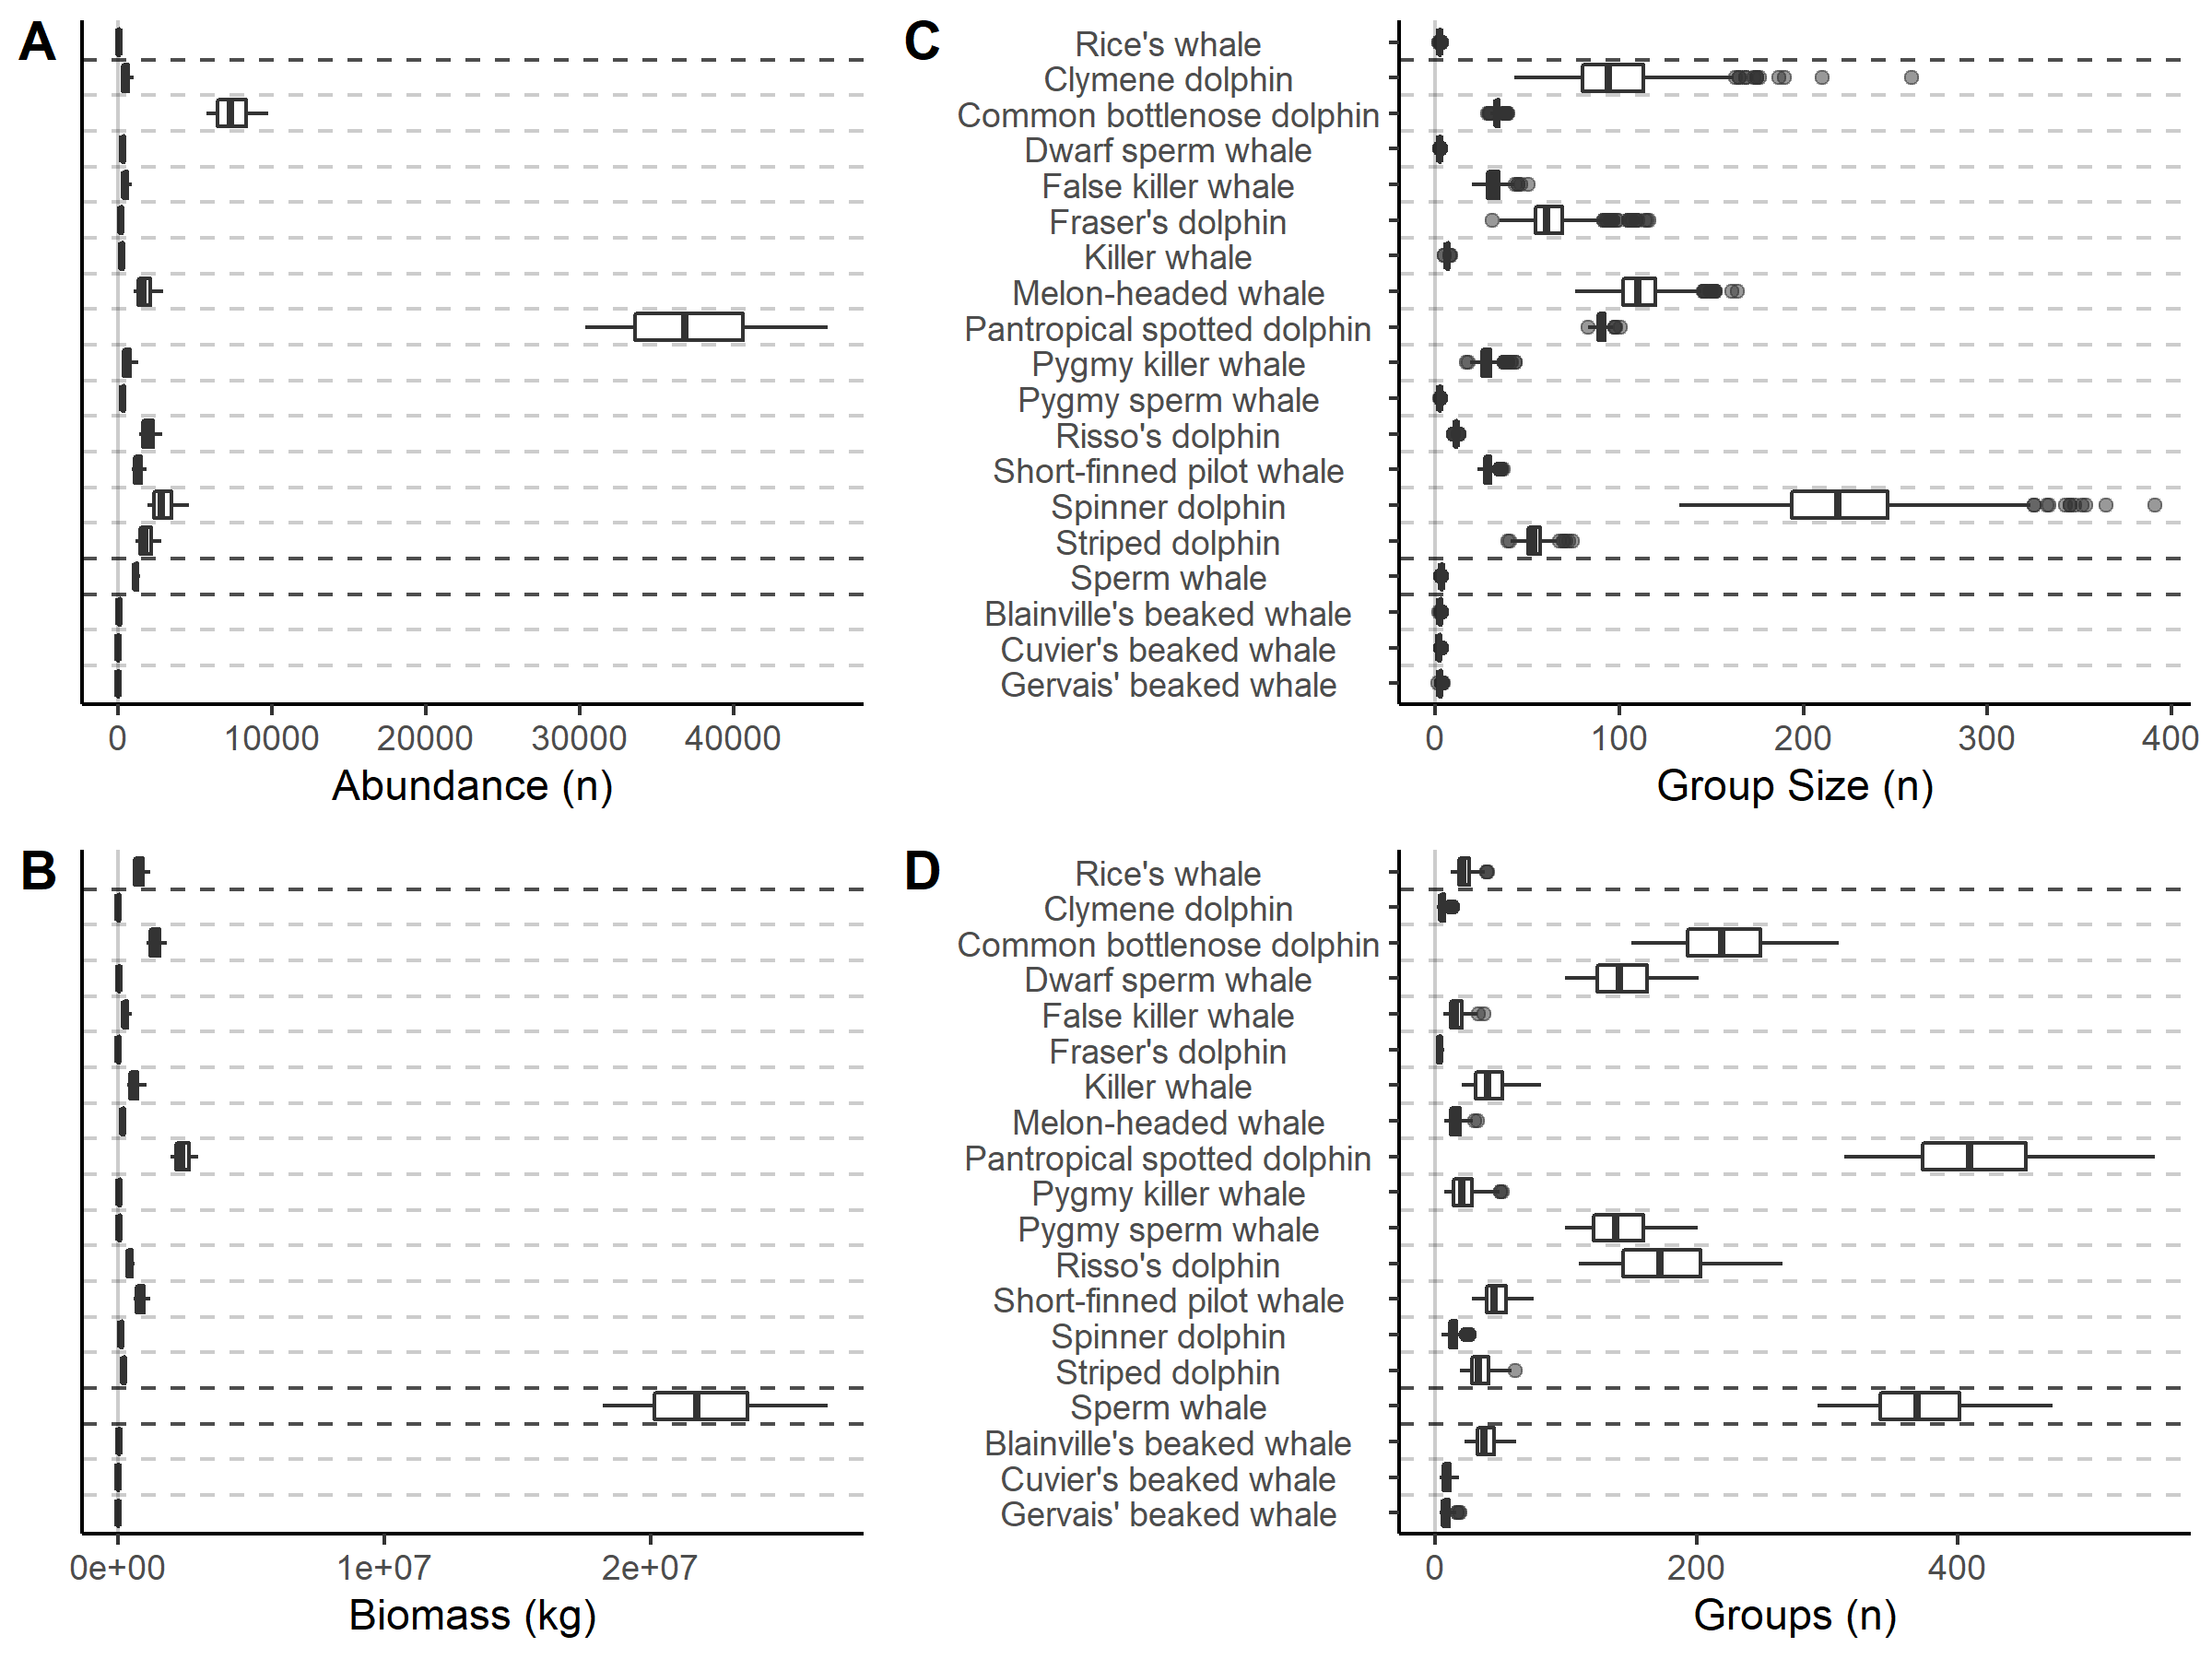 A
0
10000
20000
30000
40000
Abundance (n)
C
Rice's whale
Clymene dolphin
Common bottlenose dolphin
Dwarf sperm whale
False killer whale
Fraser's dolphin
Killer whale
Melon-headed whale
Pantropical spotted dolphin
Pygmy killer whale
Pygmy sperm whale
Risso's dolphin
Short-finned pilot whale
Spinner dolphin
Striped dolphin
Sperm whale
Blainville's beaked whale
Cuvier's beaked whale
Gervais' beaked whale
0
100
200
300
400
Group Size (n)
B
0e+00
1e+07
2e+07
Biomass (kg)
D
Rice's whale
Clymene dolphin
Common bottlenose dolphin
Dwarf sperm whale
False killer whale
Fraser's dolphin
Killer whale
Melon-headed whale
Pantropical spotted dolphin
Pygmy killer whale
Pygmy sperm whale
Risso's dolphin
Short-finned pilot whale
Spinner dolphin
Striped dolphin
Sperm whale
Blainville's beaked whale
Cuvier's beaked whale
Gervais' beaked whale
0
200
400
Groups (n)